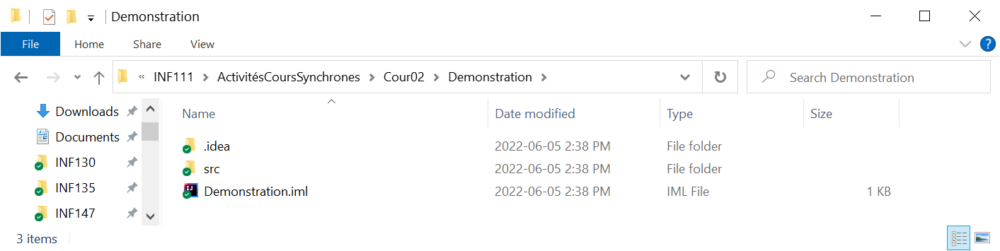 Demonstration
File Home Share View
« INF111 > ActivitésCoursSynchrones > Cour02 > Demonstration > Search Demonstration
Downloads
Documents
INF130
INF135
INF147
Name Date modified Type Size
.idea 2022-06-05 2:38 PM File folder
src 2022-06-05 2:38 PM File folder
Demonstration.iml 2022-06-05 2:38 PM IML File 1 KB
3 items